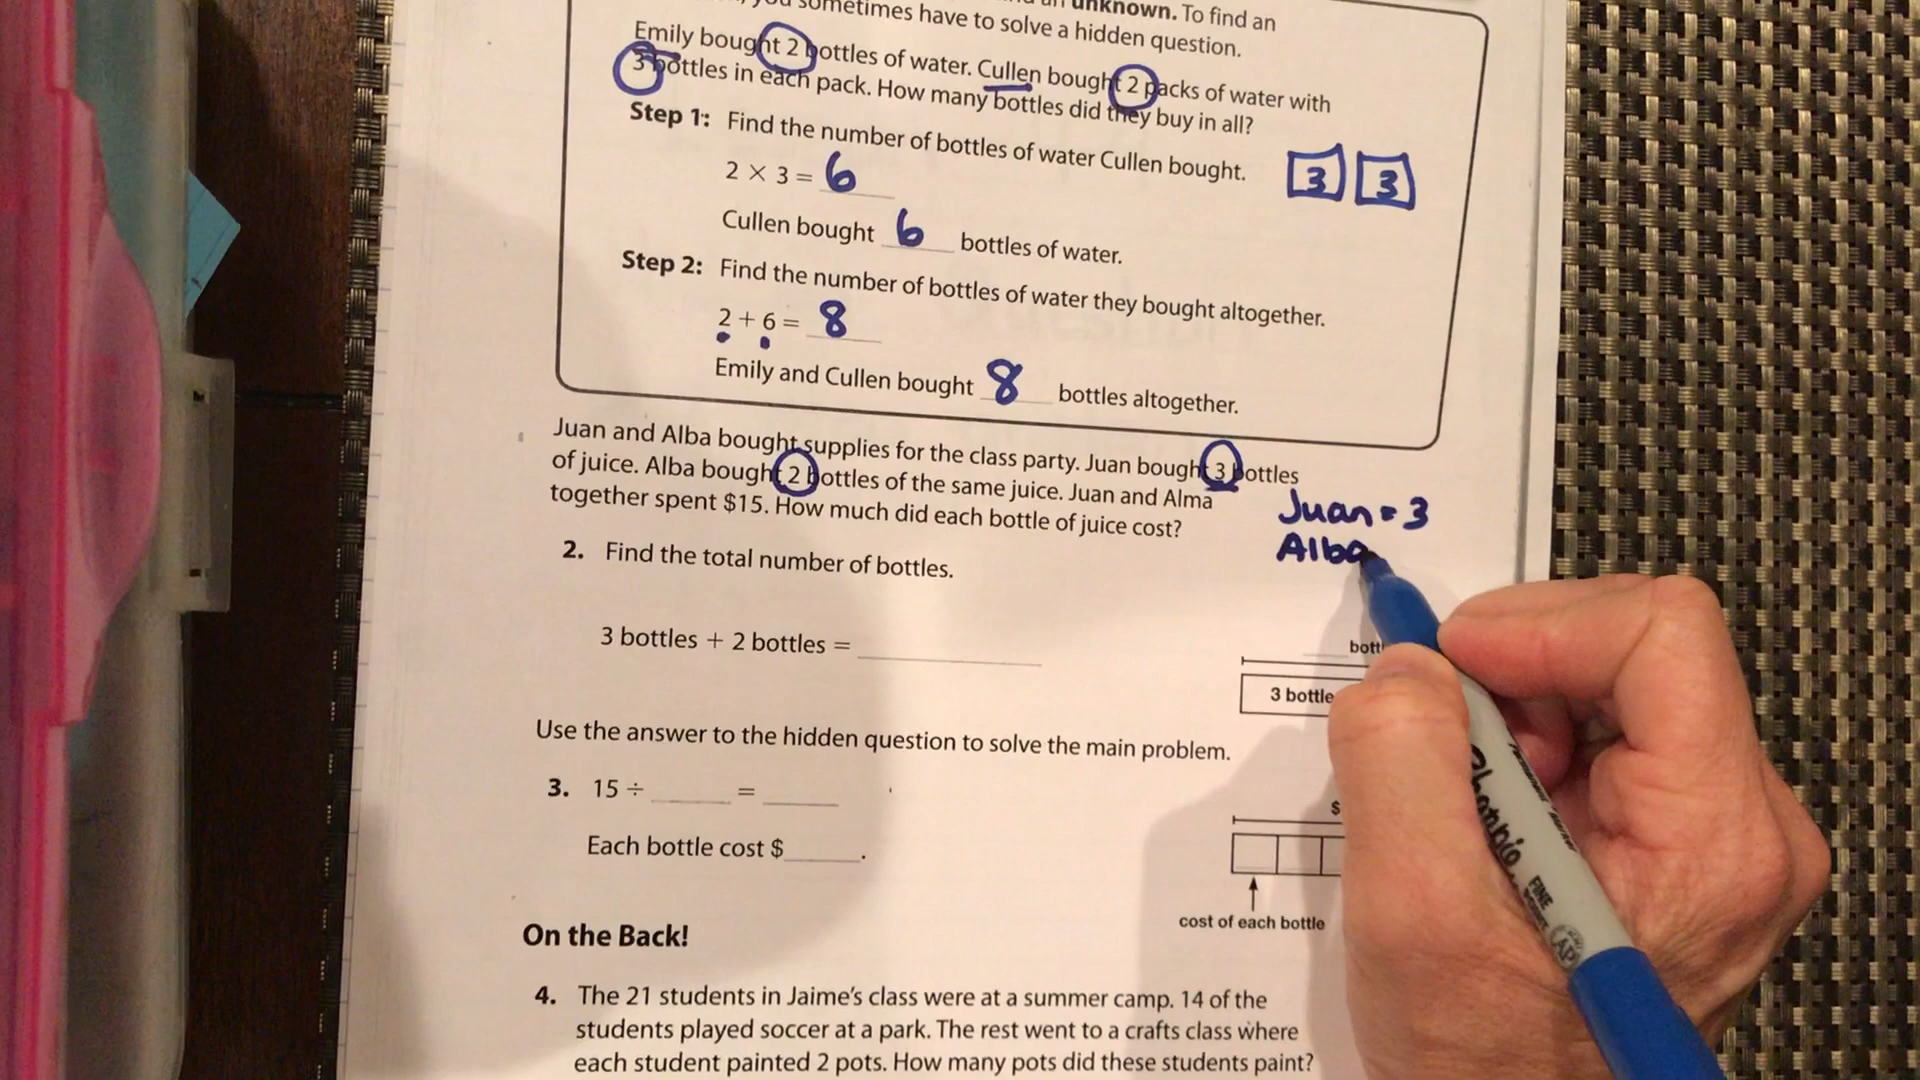 unknown. To find an
sometimes have to solve a hidden question.
Emily bought 2 bottles of water. Cullen bought 2 packs of water with
3 bottles in each pack. How many bottles did they buy in all?
Step 1: Find the number of bottles of water Cullen bought.
3 3
2 × 3 = 6
Cullen bought 6 bottles of water.
Step 2: Find the number of bottles of water they bought altogether.
2 + 6 = 8
Emily and Cullen bought 8 bottles altogether.
Juan and Alba bought supplies for the class party. Juan bought 3 bottles
of juice. Alba bought 2 bottles of the same juice. Juan and Alma
together spent $15. How much did each bottle of juice cost?
Juan = 3
Alba
2. Find the total number of bottles.
3 bottles + 2 bottles =
3 bottle
Use the answer to the hidden question to solve the main problem.
3. 15 ÷ =
$
Each bottle cost $ .
cost of each bottle
On the Back!
4. The 21 students in Jaime's class were at a summer camp. 14 of the
students played soccer at a park. The rest went to a crafts class where
each student painted 2 pots. How many pots did these students paint?
Sharpie.
FINE
AP